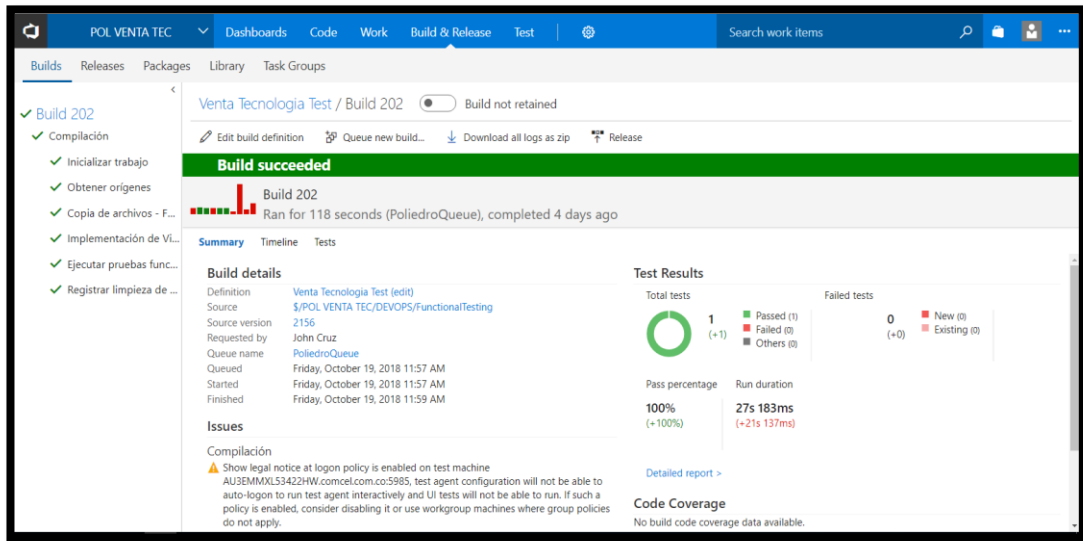 POL VENTA TEC Dashboards Code Work Build & Release Test Search work items ...
Builds Releases Packages Library Task Groups
Build 202
Compilación
Inicializar trabajo
Obtener orígenes
Copia de archivos - F...
Implementación de Vi...
Ejecutar pruebas func...
Registrar limpieza de ...
Venta Tecnologia Test / Build 202 Build not retained
Edit build definition Queue new build... Download all logs as zip Release
Build succeeded
Build 202
Ran for 118 seconds (PoliedroQueue), completed 4 days ago
Summary Timeline Tests
Build details
Definition Venta Tecnologia Test (edit)
Source $/POL VENTA TEC/DEVOPS/FunctionalTesting
Source version 2156
Requested by John Cruz
Queue name PoliedroQueue
Queued Friday, October 19, 2018 11:57 AM
Started Friday, October 19, 2018 11:57 AM
Finished Friday, October 19, 2018 11:59 AM
Issues
Compilación
Show legal notice at logon policy is enabled on test machine
AU3EMMXL53422HW.comcel.com.co:5985, test agent configuration will not be able to
auto-logon to run test agent interactively and UI tests will not be able to run. If such a
policy is enabled, consider disabling it or use workgroup machines where group policies
do not apply.
Test Results
Total tests
1
(+1)
Passed (1)
Failed (0)
Others (0)
Failed tests
0
(+0)
New (0)
Existing (0)
Pass percentage
100%
(+100%)
Run duration
27s 183ms
(+21s 137ms)
Detailed report >
Code Coverage
No build code coverage data available.